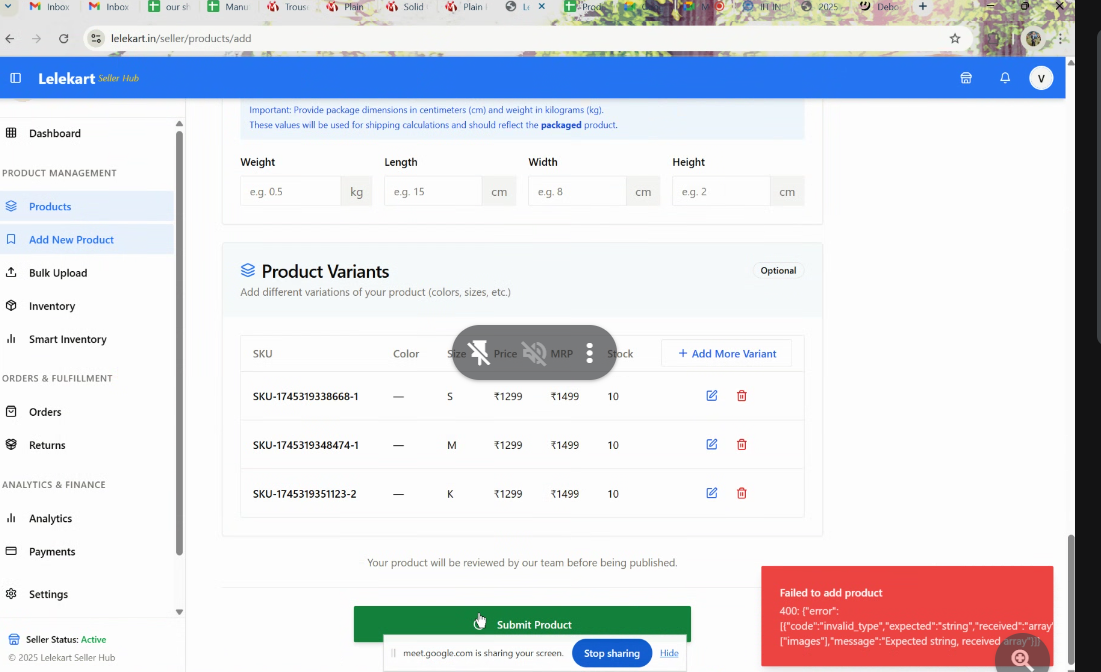 Inbox
Inbox
our sh
Manu
Trous
Plain
Solid
Plain
Le
Prod
IH IN
2025
Debo
lelekart.in/seller/products/add
Lelekart Seller Hub
V
Important: Provide package dimensions in centimeters (cm) and weight in kilograms (kg).
These values will be used for shipping calculations and should reflect the packaged product.
Weight Length Width Height
e.g. 0.5 kg e.g. 15 cm e.g. 8 cm e.g. 2 cm
Dashboard
PRODUCT MANAGEMENT
Products
Add New Product
Bulk Upload
Inventory
Smart Inventory
ORDERS & FULFILLMENT
Orders
Returns
ANALYTICS & FINANCE
Analytics
Payments
Settings
Seller Status: Active
© 2025 Lelekart Seller Hub
Product Variants
Optional
Add different variations of your product (colors, sizes, etc.)
SKU Color Size Price MRP Stock + Add More Variant
SKU-1745319338668-1 — S ₹1299 ₹1499 10
SKU-1745319348474-1 — M ₹1299 ₹1499 10
SKU-1745319351123-2 — K ₹1299 ₹1499 10
Your product will be reviewed by our team before being published.
Submit Product
meet.google.com is sharing your screen. Stop sharing Hide
Failed to add product
400: {"error":
[{"code":"invalid_type","expected":"string","received":"array"
["images"],"message":"Expected string, received array"}]}